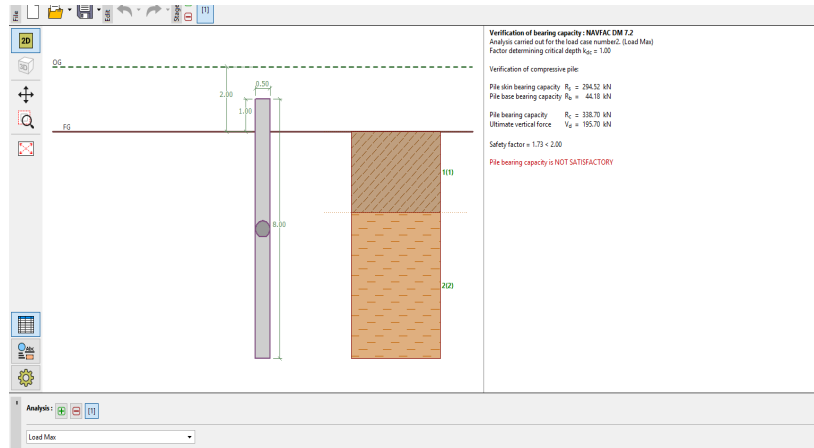 File
Edit
Stage
[1]
2D
3D
OG
0.50
2.00
1.00
FG
1(1)
8.00
2(2)
Abc
Verification of bearing capacity : NAVFAC DM 7.2
Analysis carried out for the load case number2. (Load Max)
Factor determining critical depth kdc = 1.00
Verification of compressive pile:
Pile skin bearing capacity Rs = 294.52 kN
Pile base bearing capacity Rb = 44.18 kN
Pile bearing capacity Rc = 338.70 kN
Ultimate vertical force Vd = 195.70 kN
Safety factor = 1.73 < 2.00
Pile bearing capacity is NOT SATISFACTORY
Analysis : [1]
Load Max